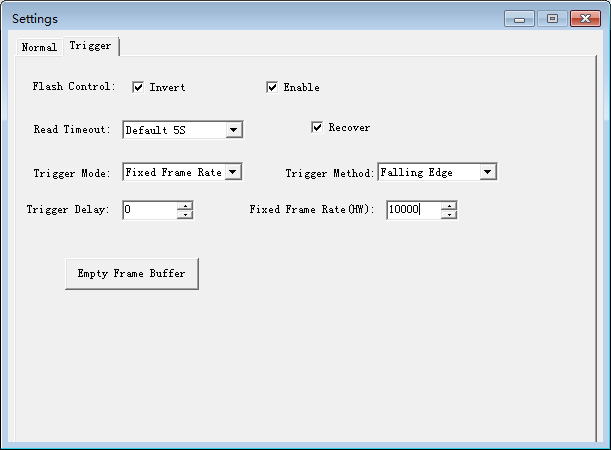 Settings
Normal Trigger
Flash Control: Invert Enable
Read Timeout: Default 5S Recover
Trigger Mode: Fixed Frame Rate Trigger Method: Falling Edge
Trigger Delay: 0 Fixed Frame Rate(HW): 10000
Empty Frame Buffer